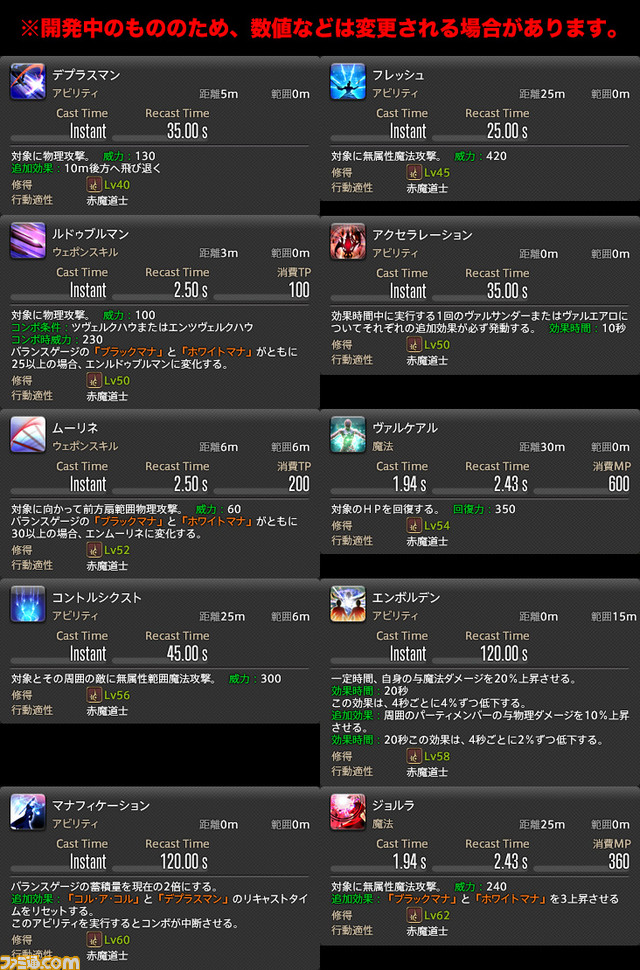 ※開発中のもののため、数値などは変更される場合があります。
デプラスマン
アビリティ 距離5m 範囲0m
Cast Time Recast Time
Instant 35.00 s
対象に物理攻撃。 威力：130
追加効果：10m後方へ飛び退く
修得 Lv40
行動適性 赤魔道士
フレッシュ
アビリティ 距離25m 範囲0m
Cast Time Recast Time
Instant 25.00 s
対象に無属性魔法攻撃。 威力：420
修得 Lv45
行動適性 赤魔道士
ルドゥブルマン
ウェポンスキル 距離3m 範囲0m
Cast Time Recast Time 消費TP
Instant 2.50 s 100
対象に物理攻撃。 威力：100
コンボ条件：ツヴェルクハウまたはエンツヴェルクハウ
コンボ時威力：230
バランスゲージの「ブラックマナ」と「ホワイトマナ」がともに
25以上の場合、エンルドゥブルマンに変化する。
修得 Lv50
行動適性 赤魔道士
アクセラレーション
アビリティ 距離0m 範囲0m
Cast Time Recast Time
Instant 35.00 s
効果時間中に実行する1回のヴァルサンダーまたはヴァルエアロに
ついてそれぞれの追加効果が必ず発動する。 効果時間：10秒
修得 Lv50
行動適性 赤魔道士
ムーリネ
ウェポンスキル 距離6m 範囲6m
Cast Time Recast Time 消費TP
Instant 2.50 s 200
対象に向かって前方扇範囲物理攻撃。 威力：60
バランスゲージの「ブラックマナ」と「ホワイトマナ」がともに
30以上の場合、エンムーリネに変化する。
修得 Lv52
行動適性 赤魔道士
ヴァルケアル
魔法 距離30m 範囲0m
Cast Time Recast Time 消費MP
1.94 s 2.43 s 600
対象のＨＰを回復する。 回復力：350
修得 Lv54
行動適性 赤魔道士
コントルシクスト
アビリティ 距離25m 範囲6m
Cast Time Recast Time
Instant 45.00 s
対象とその周囲の敵に無属性範囲魔法攻撃。 威力：300
修得 Lv56
行動適性 赤魔道士
エンボルデン
アビリティ 距離0m 範囲15m
Cast Time Recast Time
Instant 120.00 s
一定時間、自身の与魔法ダメージを20％上昇させる。
効果時間：20秒
この効果は、4秒ごとに4％ずつ低下する。
追加効果：周囲のパーティメンバーの与物理ダメージを10％上昇
させる。
効果時間：20秒この効果は、4秒ごとに2％ずつ低下する。
修得 Lv58
行動適性 赤魔道士
マナフィケーション
アビリティ 距離0m 範囲0m
Cast Time Recast Time
Instant 120.00 s
バランスゲージの蓄積量を現在の2倍にする。
追加効果：「コル・ア・コル」と「デプラスマン」のリキャストタイ
ムをリセットする。
このアビリティを実行するとコンボが中断させる。
修得 Lv60
行動適性 赤魔道士
ジョルラ
魔法 距離25m 範囲0m
Cast Time Recast Time 消費MP
1.94 s 2.43 s 360
対象に無属性魔法攻撃。 威力：240
追加効果：「ブラックマナ」と「ホワイトマナ」を3上昇させる
修得 Lv62
行動適性 赤魔道士
ファミ通.com